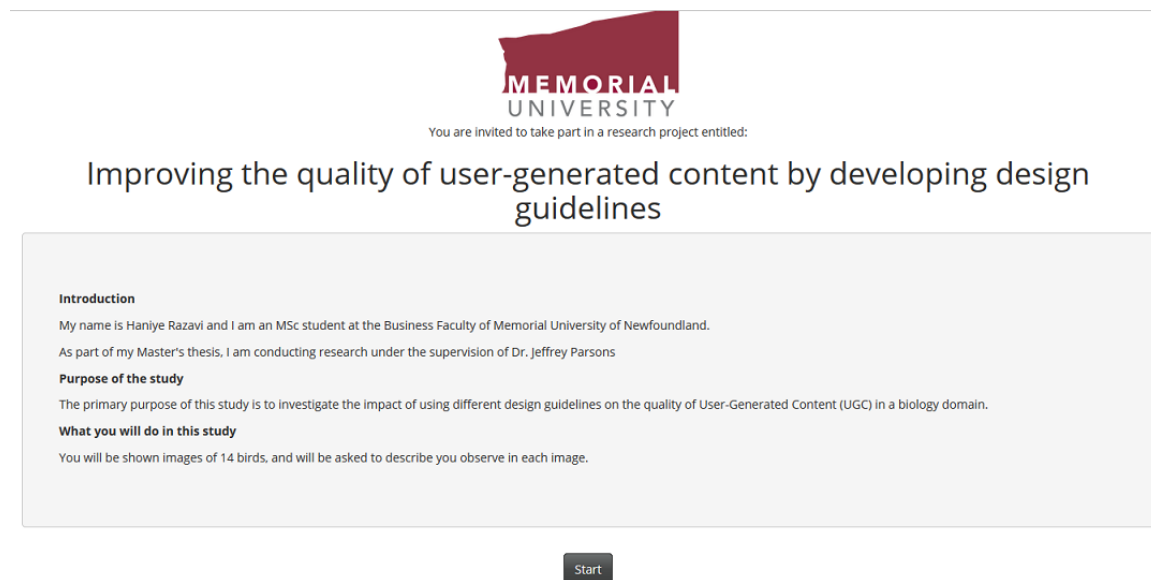 MEMORIAL
UNIVERSITY
You are invited to take part in a research project entitled:
Improving the quality of user-generated content by developing design
guidelines
Introduction
My name is Haniye Razavi and I am an MSc student at the Business Faculty of Memorial University of Newfoundland.
As part of my Master's thesis, I am conducting research under the supervision of Dr. Jeffrey Parsons
Purpose of the study
The primary purpose of this study is to investigate the impact of using different design guidelines on the quality of User-Generated Content (UGC) in a biology domain.
What you will do in this study
You will be shown images of 14 birds, and will be asked to describe you observe in each image.
Start